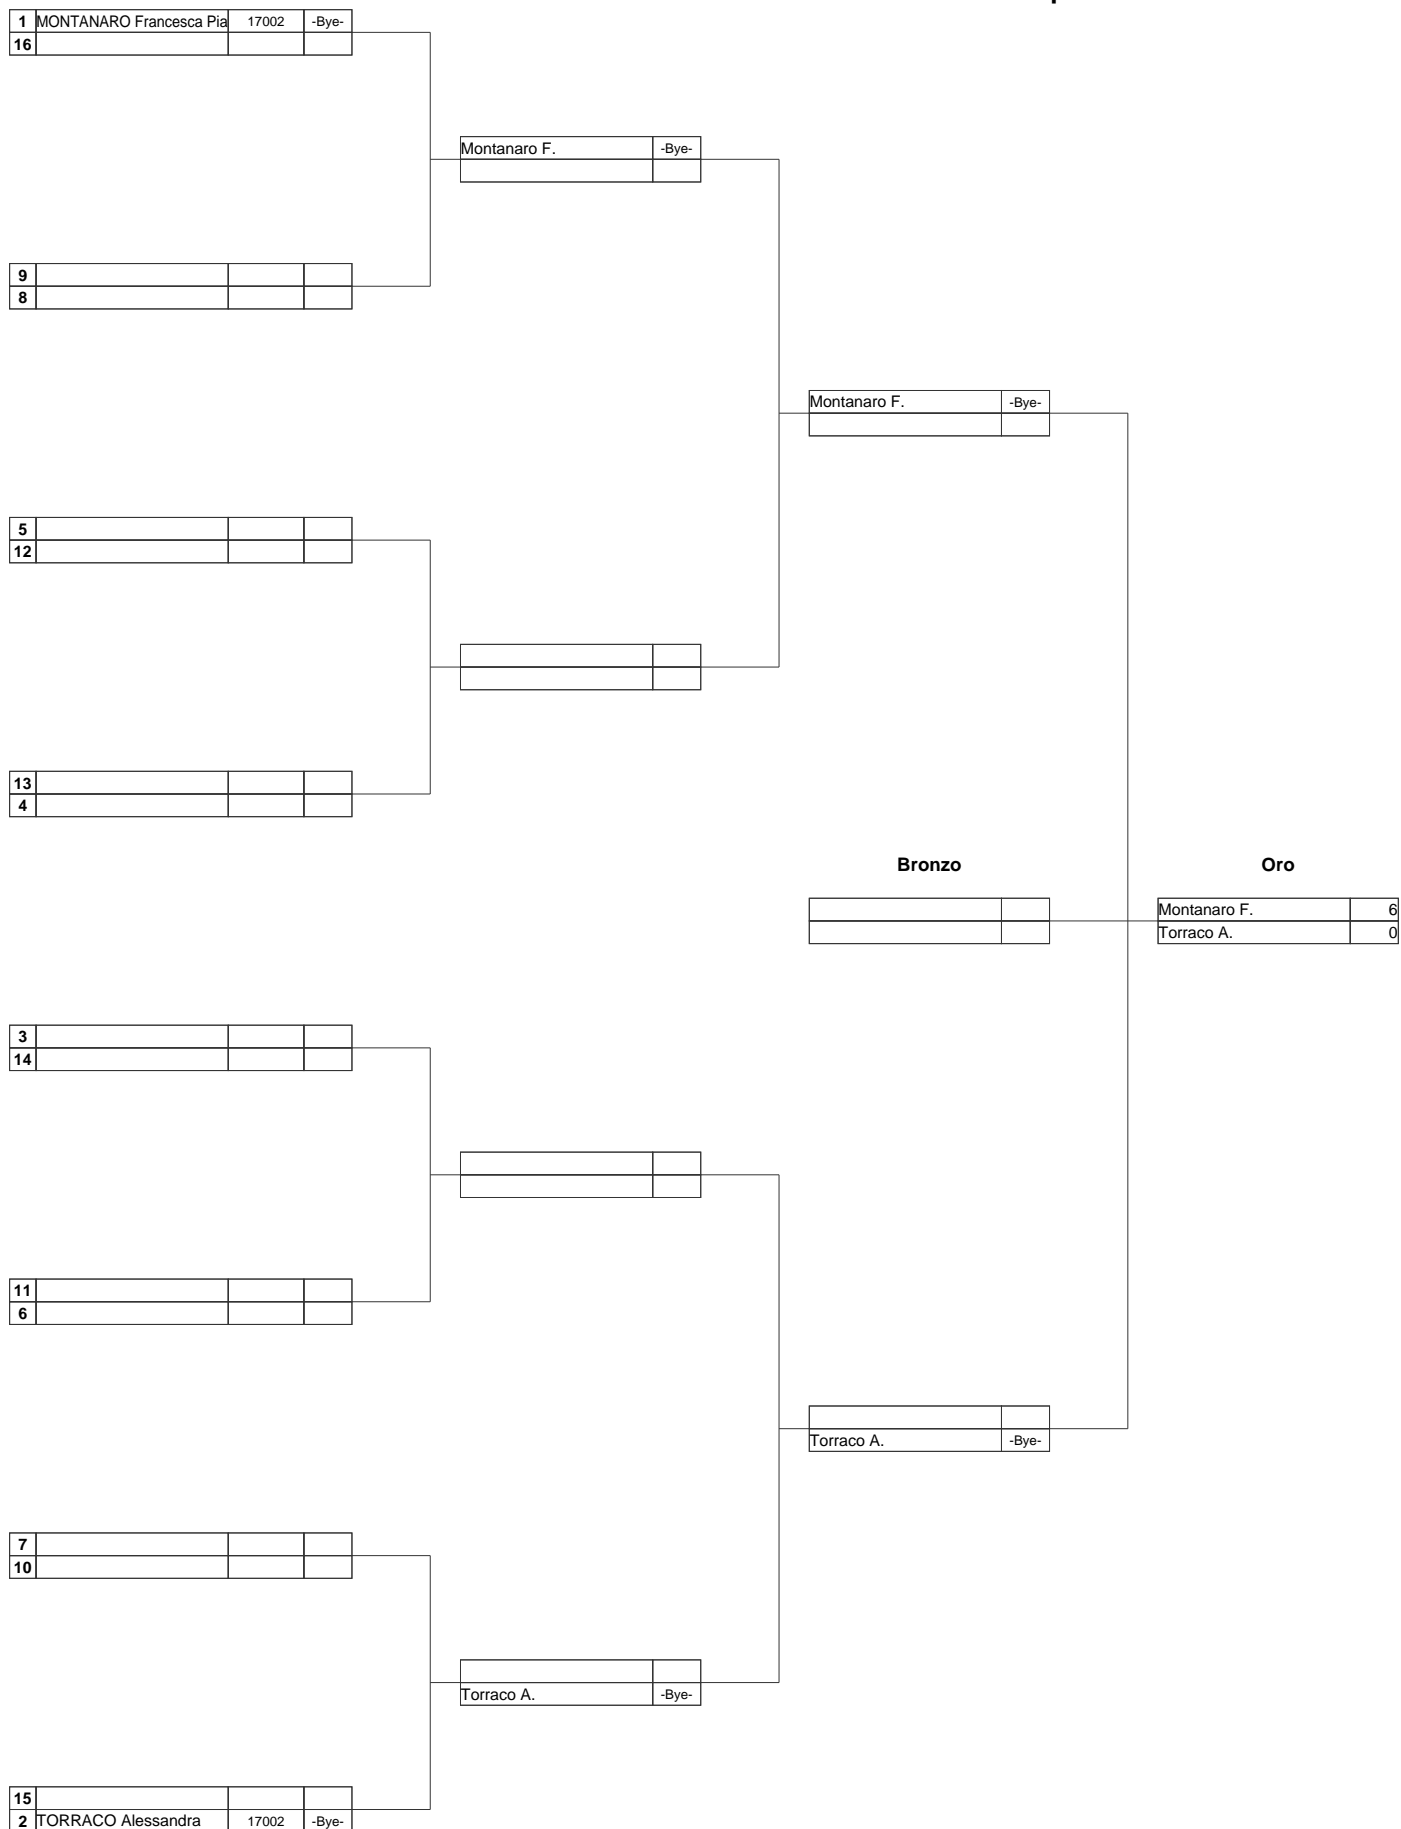 1 MONTANARO Francesca Pia 17002 -Bye-
16
Montanaro F. -Bye-
9
8
Montanaro F. -Bye-
5
12
13
4
Bronzo Oro
Montanaro F. 6
Torraco A. 0
3
14
11
6
Torraco A. -Bye-
7
10
Torraco A. -Bye-
15
2 TORRACO Alessandra 17002 -Bye-